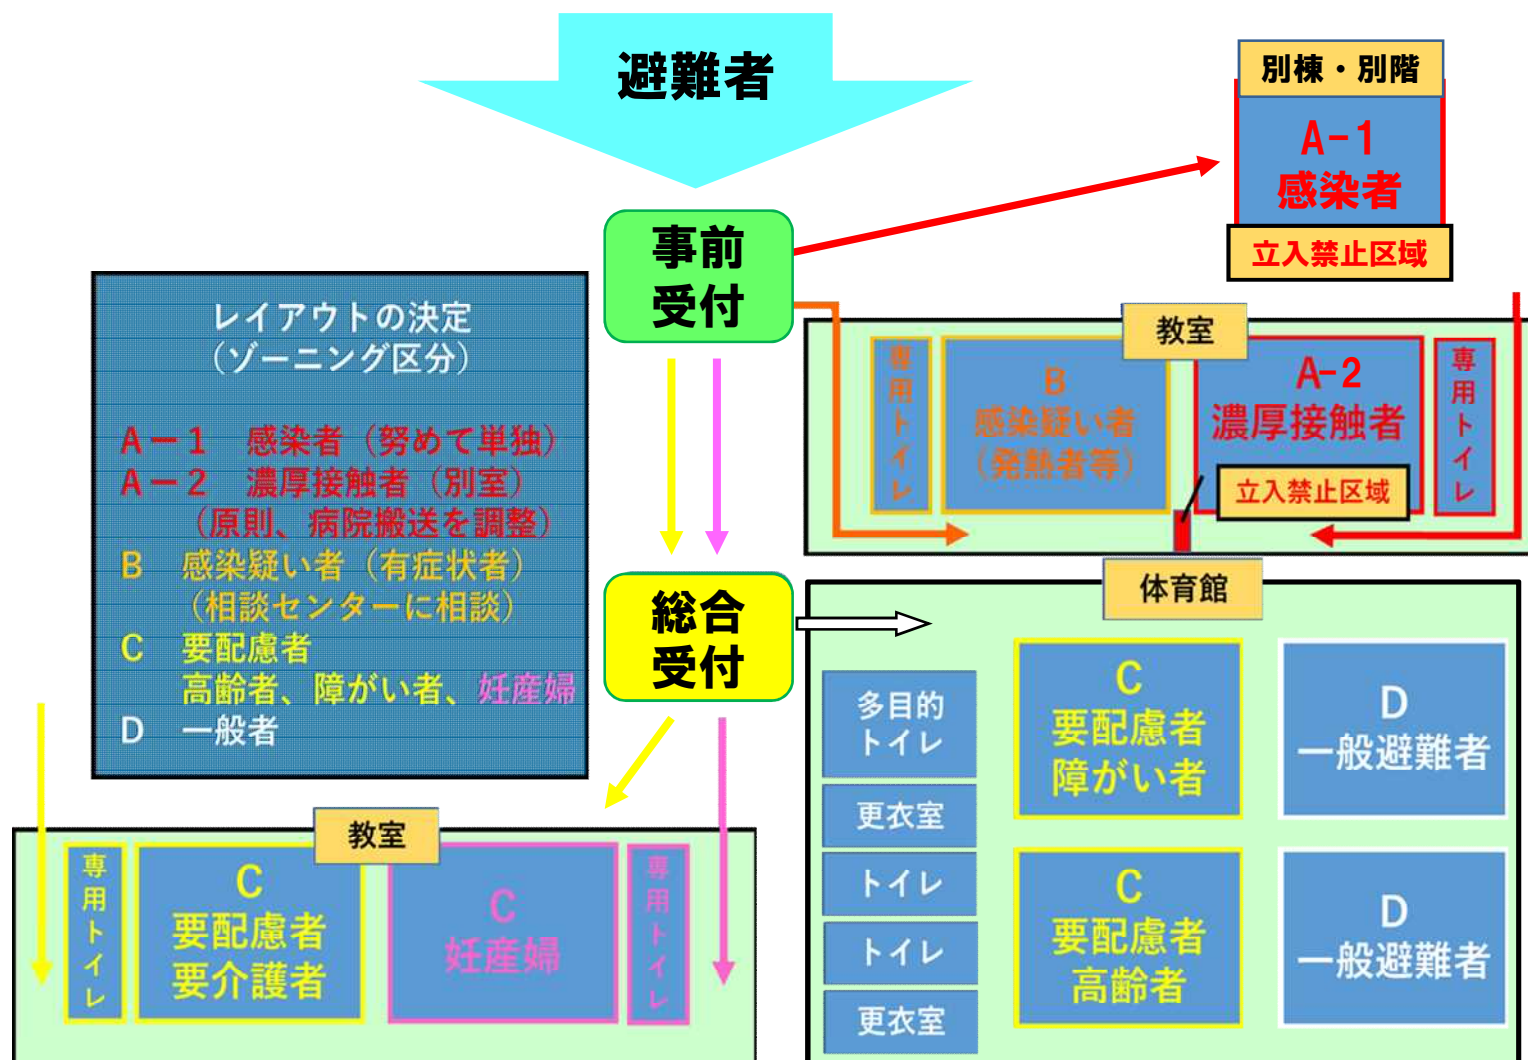 避難者
別棟・別階
A-1
感染者
立入禁止区域
事前
受付
レイアウトの決定
(ゾーニング区分)
A-1 感染者(努めて単独)
A-2 濃厚接触者(別室)
(原則、病院搬送を調整)
B 感染疑い者(有症状者)
(相談センターに相談)
C 要配慮者
高齢者、障がい者、妊産婦
D 一般者
教室
専用トイレ
B
感染疑い者
(発熱者等)
A-2
濃厚接触者
立入禁止区域
専用トイレ
総合
受付
体育館
多目的
トイレ
更衣室
トイレ
トイレ
更衣室
C
要配慮者
障がい者
D
一般避難者
C
要配慮者
高齢者
D
一般避難者
教室
専用トイレ
C
要配慮者
要介護者
C
妊産婦
専用トイレ